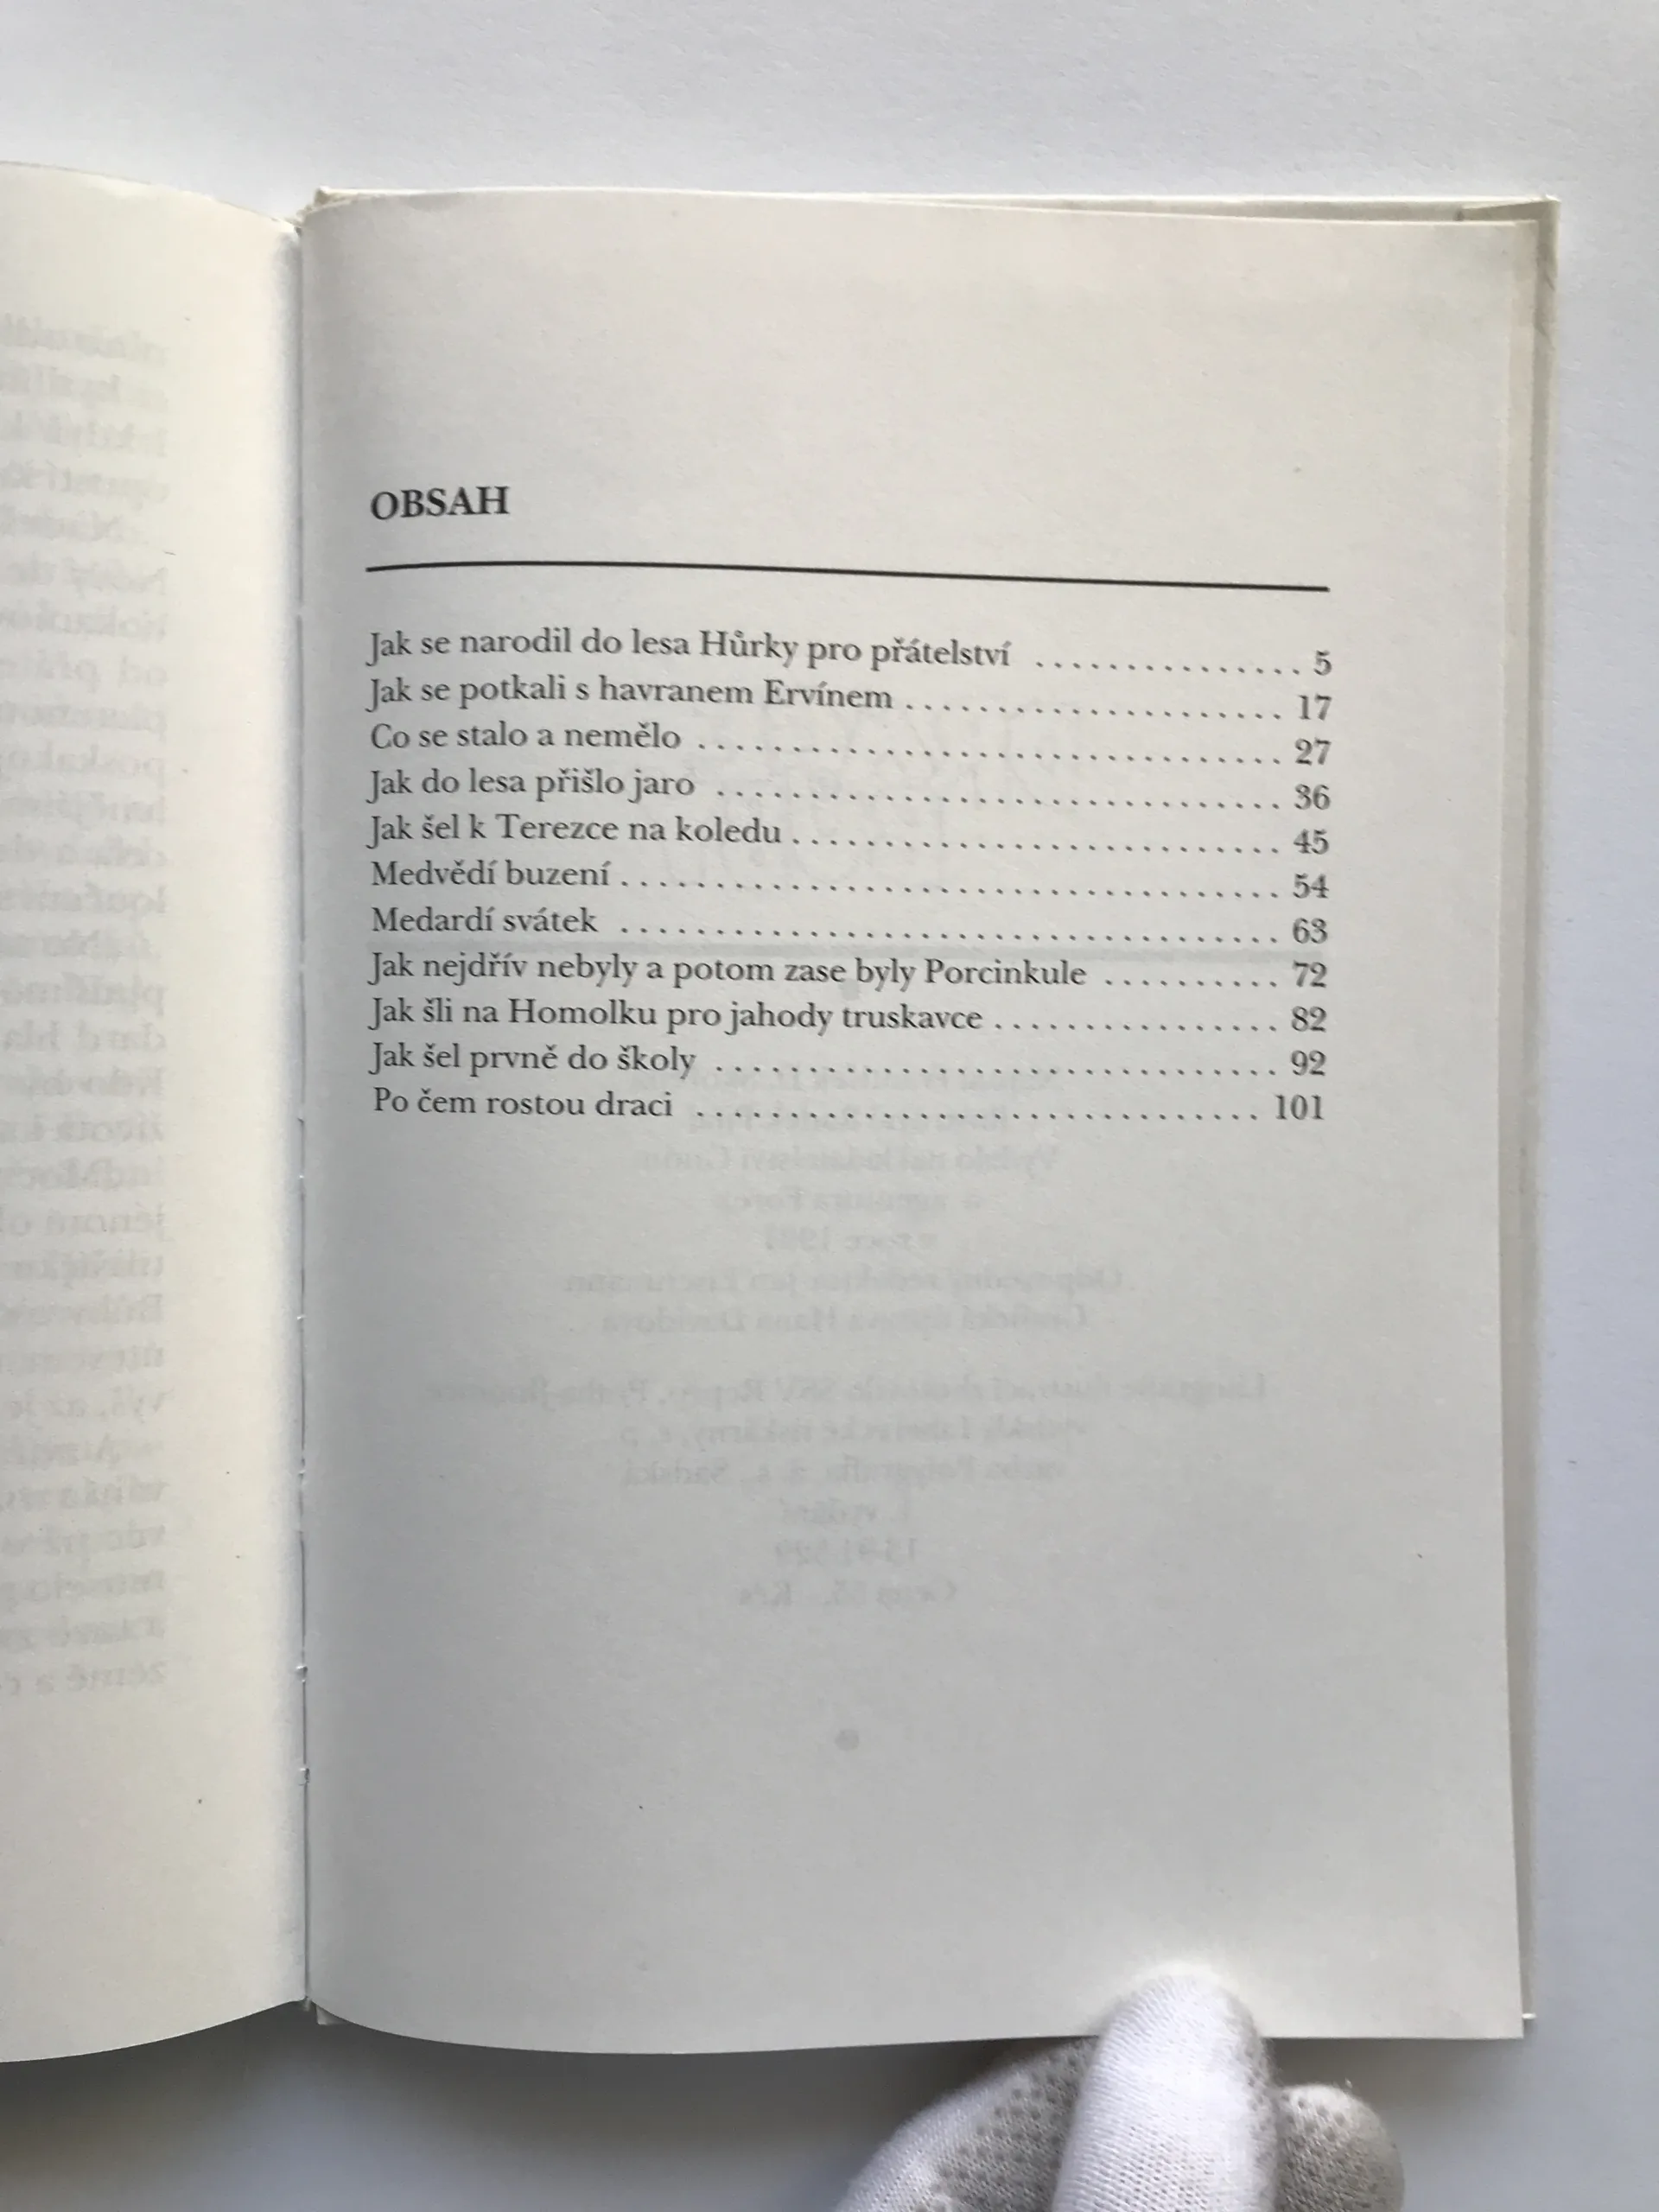 OBSAH
Jak se narodil do lesa Hůrky pro přátelství ............... 5
Jak se potkali s havranem Ervínem ..................... 17
Co se stalo a nemělo ................................ 27
Jak do lesa přišlo jaro ............................... 36
Jak šel k Terezce na koledu ........................... 45
Medvědí buzení .................................... 54
Medardí svátek .................................... 63
Jak nejdřív nebyly a potom zase byly Porcinkule .......... 72
Jak šli na Homolku pro jahody truskavce ................ 82
Jak šel prvně do školy ............................... 92
Po čem rostou draci ............................... 101